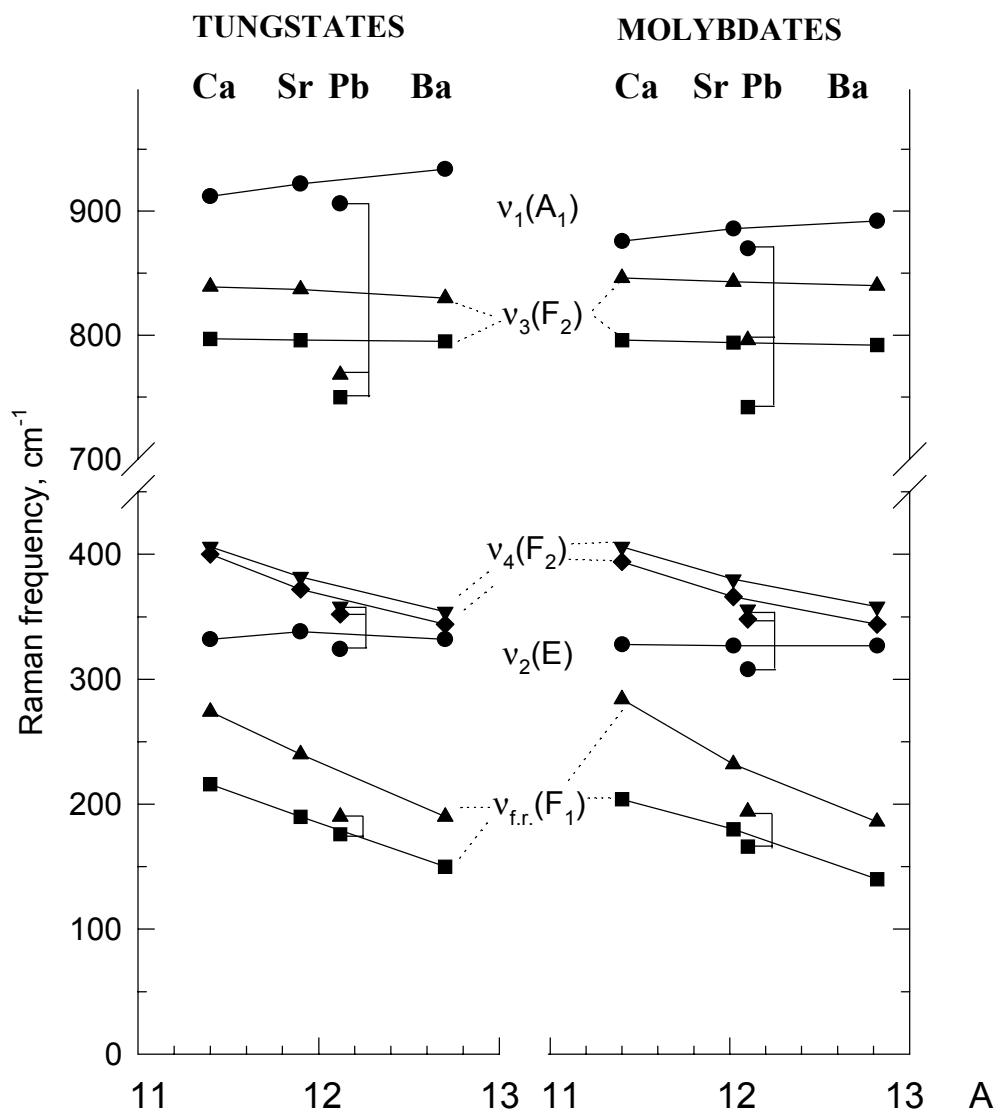 TUNGSTATES MOLYBDATES
Ca Sr Pb Ba Ca Sr Pb Ba
900
800
700
400
300
200
100
0
Raman frequency, cm⁻¹
ν₁(A₁)
ν₃(F₂)
ν₄(F₂)
ν₂(E)
ν_f.r.(F₁)
11 12 13 11 12 13 A